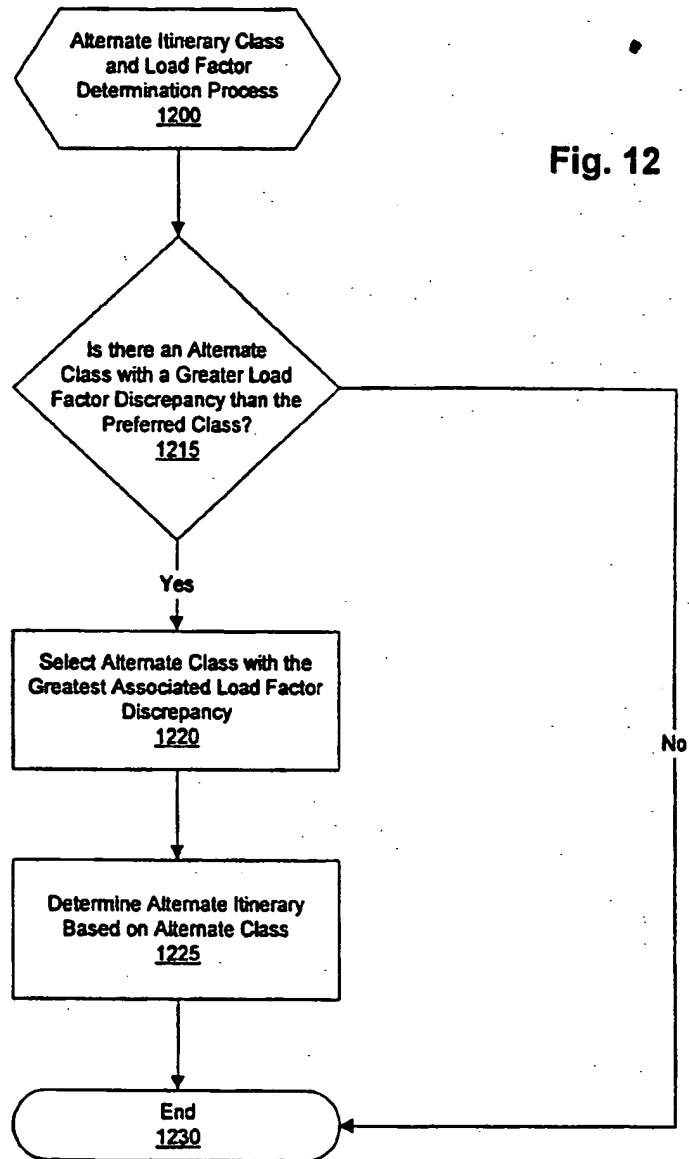 Alternate Itinerary Class
and Load Factor
Determination Process
1200
Fig. 12
Is there an Alternate
Class with a Greater Load
Factor Discrepancy than the
Preferred Class?
1215
Yes
Select Alternate Class with the
Greatest Associated Load Factor
Discrepancy
1220
No
Determine Alternate Itinerary
Based on Alternate Class
1225
End
1230